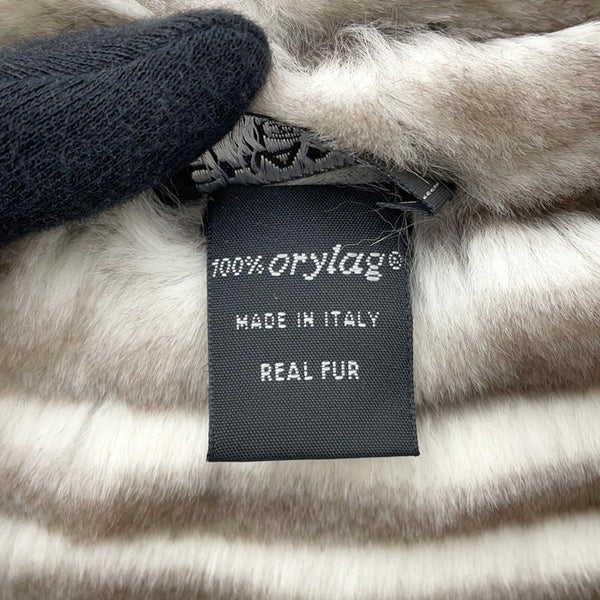 100% orylag®
MADE IN ITALY
REAL FUR